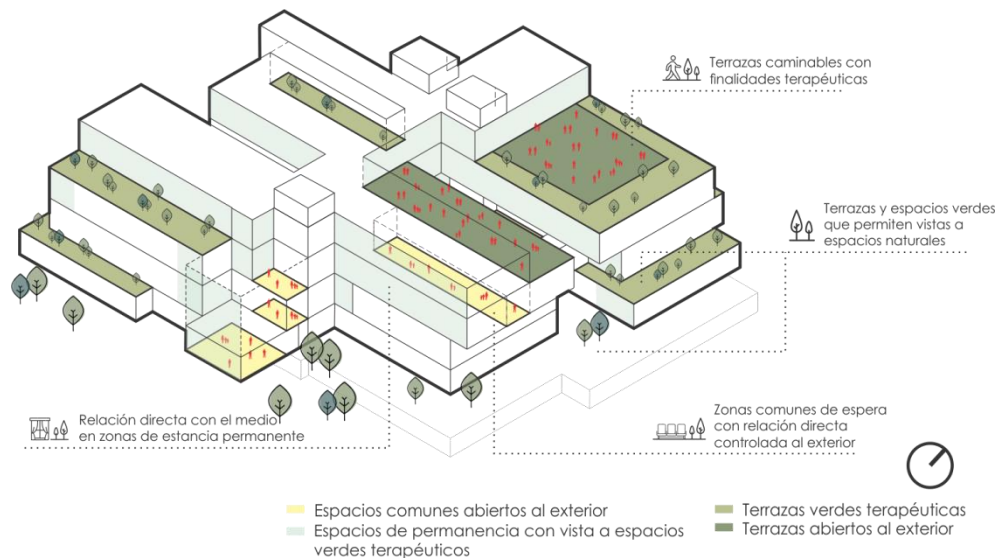 Terrazas caminables con
finalidades terapéuticas
Terrazas y espacios verdes
que permiten vistas a
espacios naturales
Relación directa con el medio
en zonas de estancia permanente
Zonas comunes de espera
con relación directa
controlada al exterior
Espacios comunes abiertos al exterior
Espacios de permanencia con vista a espacios
verdes terapéuticos
Terrazas verdes terapéuticas
Terrazas abiertos al exterior